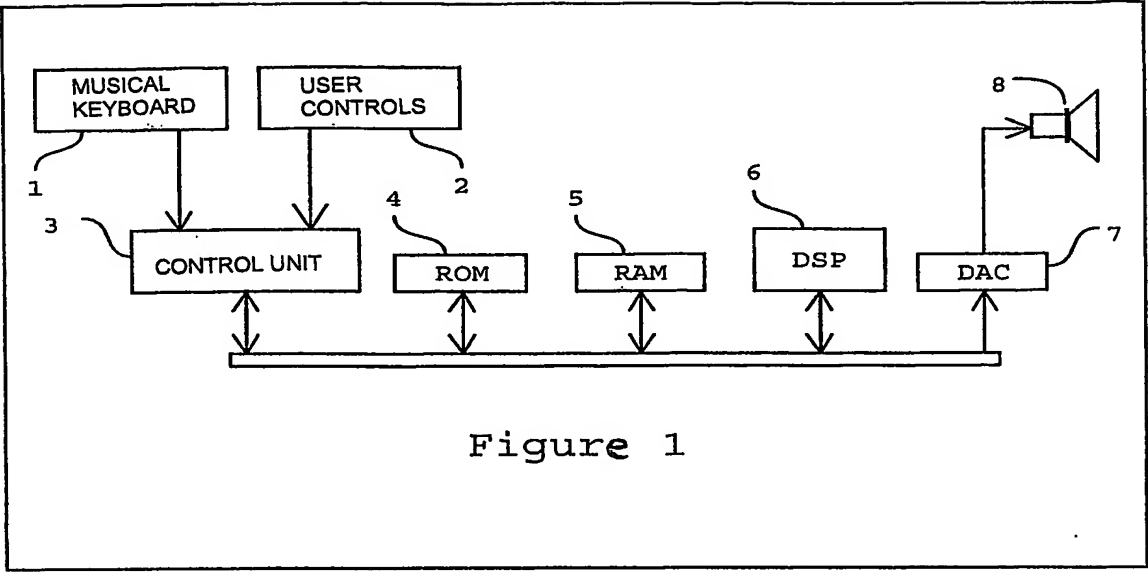 MUSICAL
KEYBOARD
USER
CONTROLS
8
1
2
3
4
5
6
7
CONTROL UNIT
ROM
RAM
DSP
DAC
Figure 1